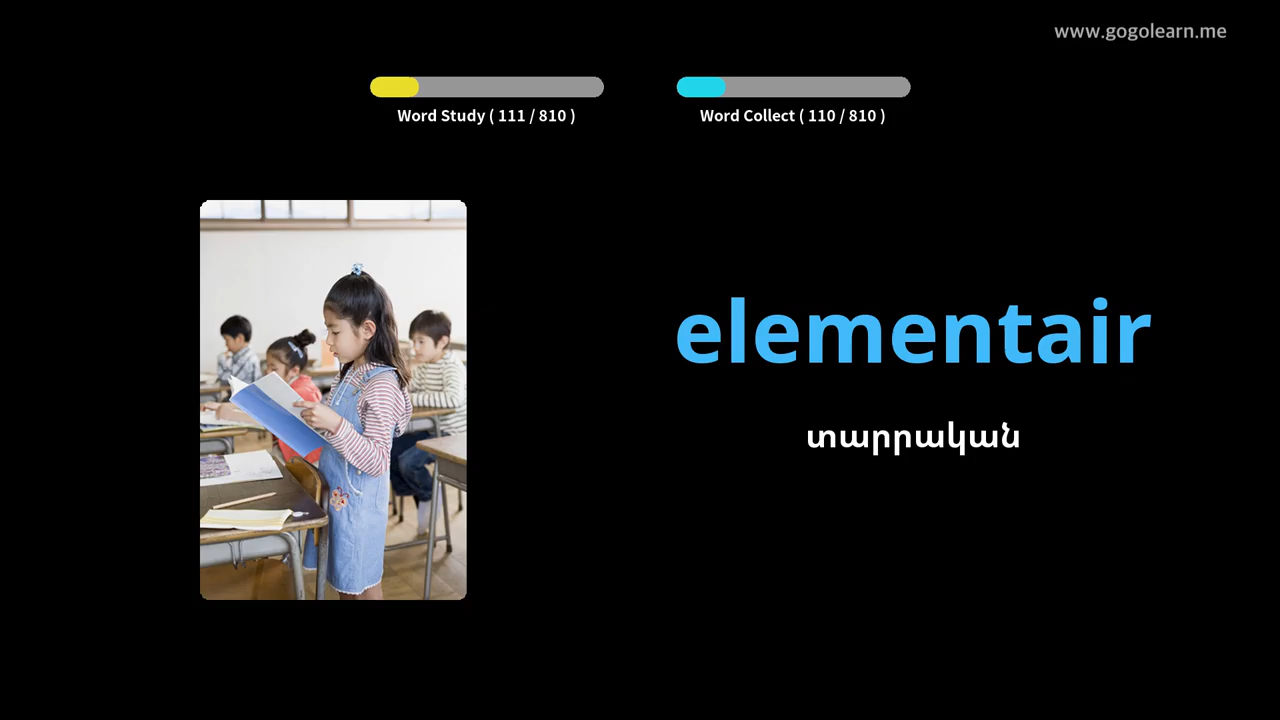 www.gogolearn.me
Word Study ( 111 / 810 )
Word Collect ( 110 / 810 )
elementair
տարրական